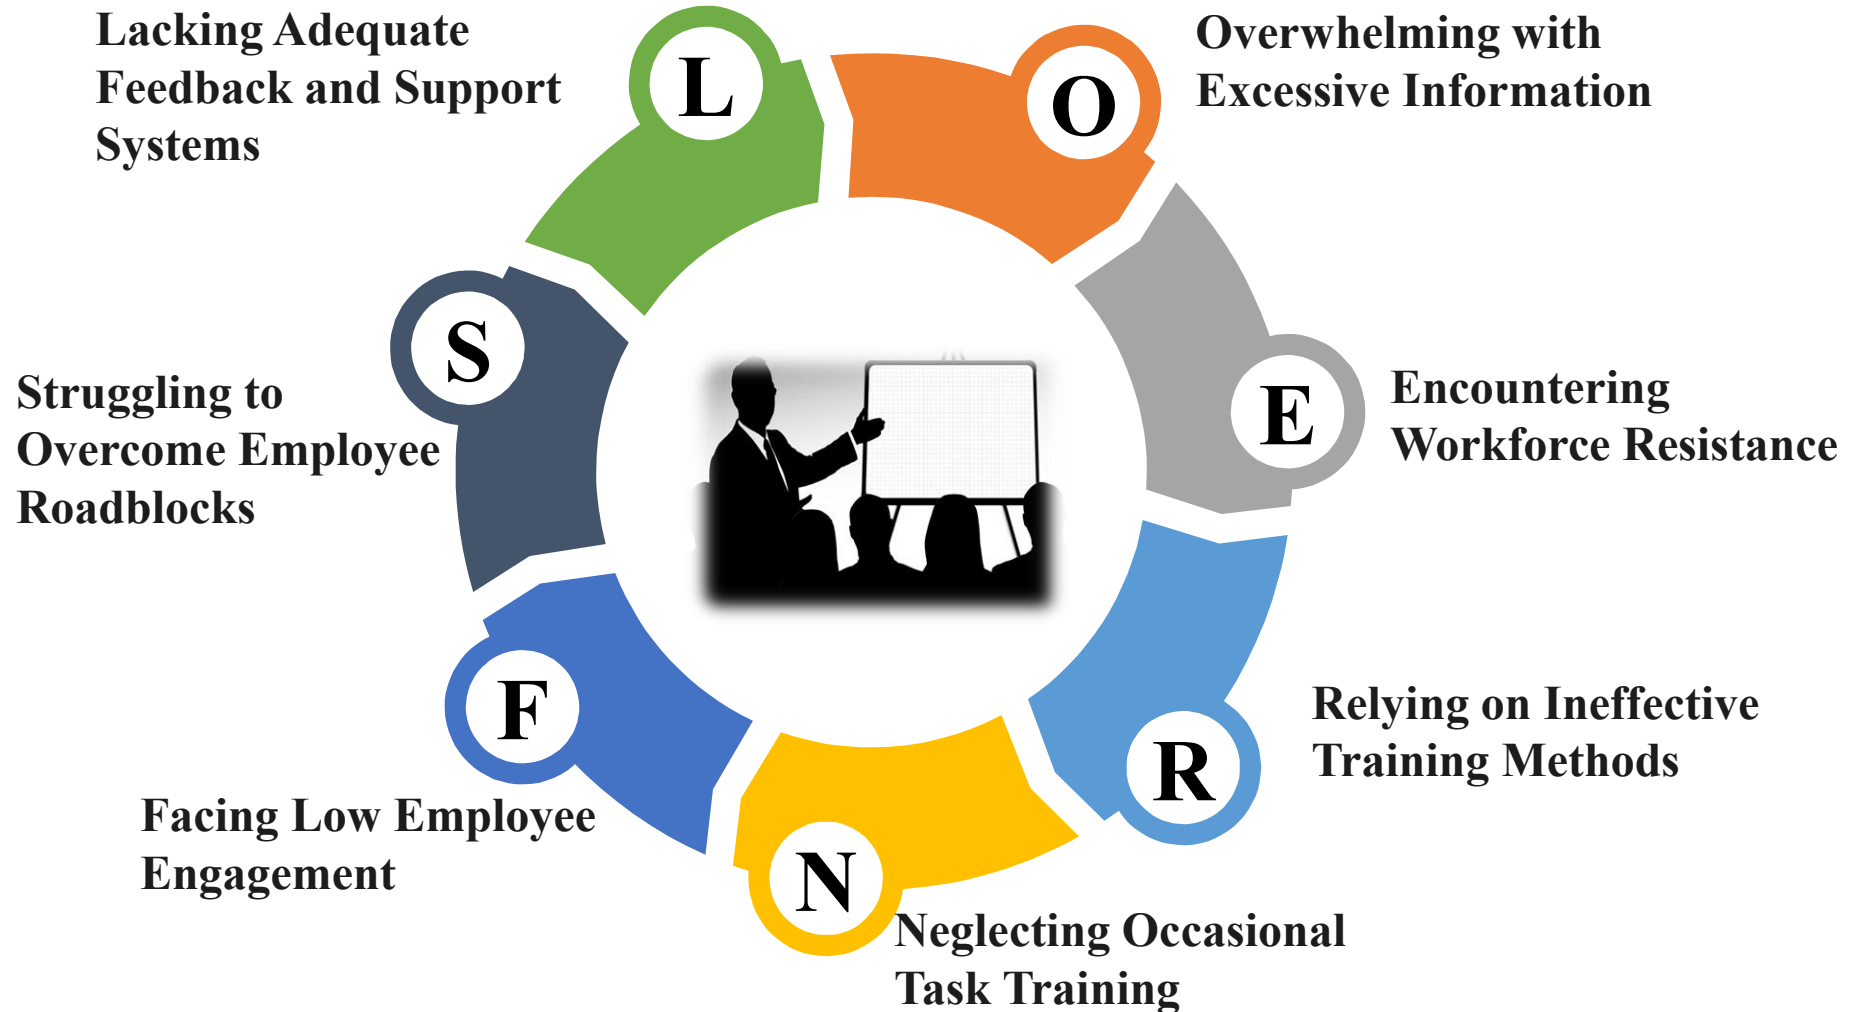 L
Lacking Adequate
Feedback and Support
Systems
O
Overwhelming with
Excessive Information
E
Encountering
Workforce Resistance
R
Relying on Ineffective
Training Methods
N
Neglecting Occasional
Task Training
F
Facing Low Employee
Engagement
S
Struggling to
Overcome Employee
Roadblocks